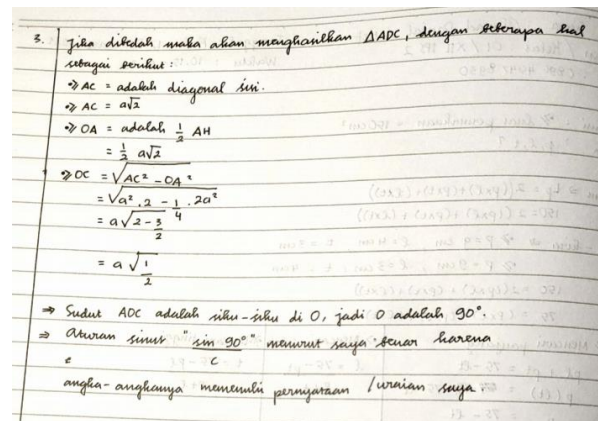 3. Jika dibedah maka akan menghasilkan △ADC, dengan beberapa hal
sebagai berikut :
⇒ AC = adalah diagonal sisi.
⇒ AC = a√2
⇒ OA = adalah 1/2 AH
= 1/2 a√2
⇒ OC = √AC² - OA²
= √a².2 - 1/4 . 2a²
= a √2 - 3/2
= a √1/2
⇒ Sudut AOC adalah siku-siku di O, jadi O adalah 90°.
⇒ Aturan sinus "sin 90°" menurut saya benar karena
c c
angka-angkanya memenuhi pernyataan / uraian saya.